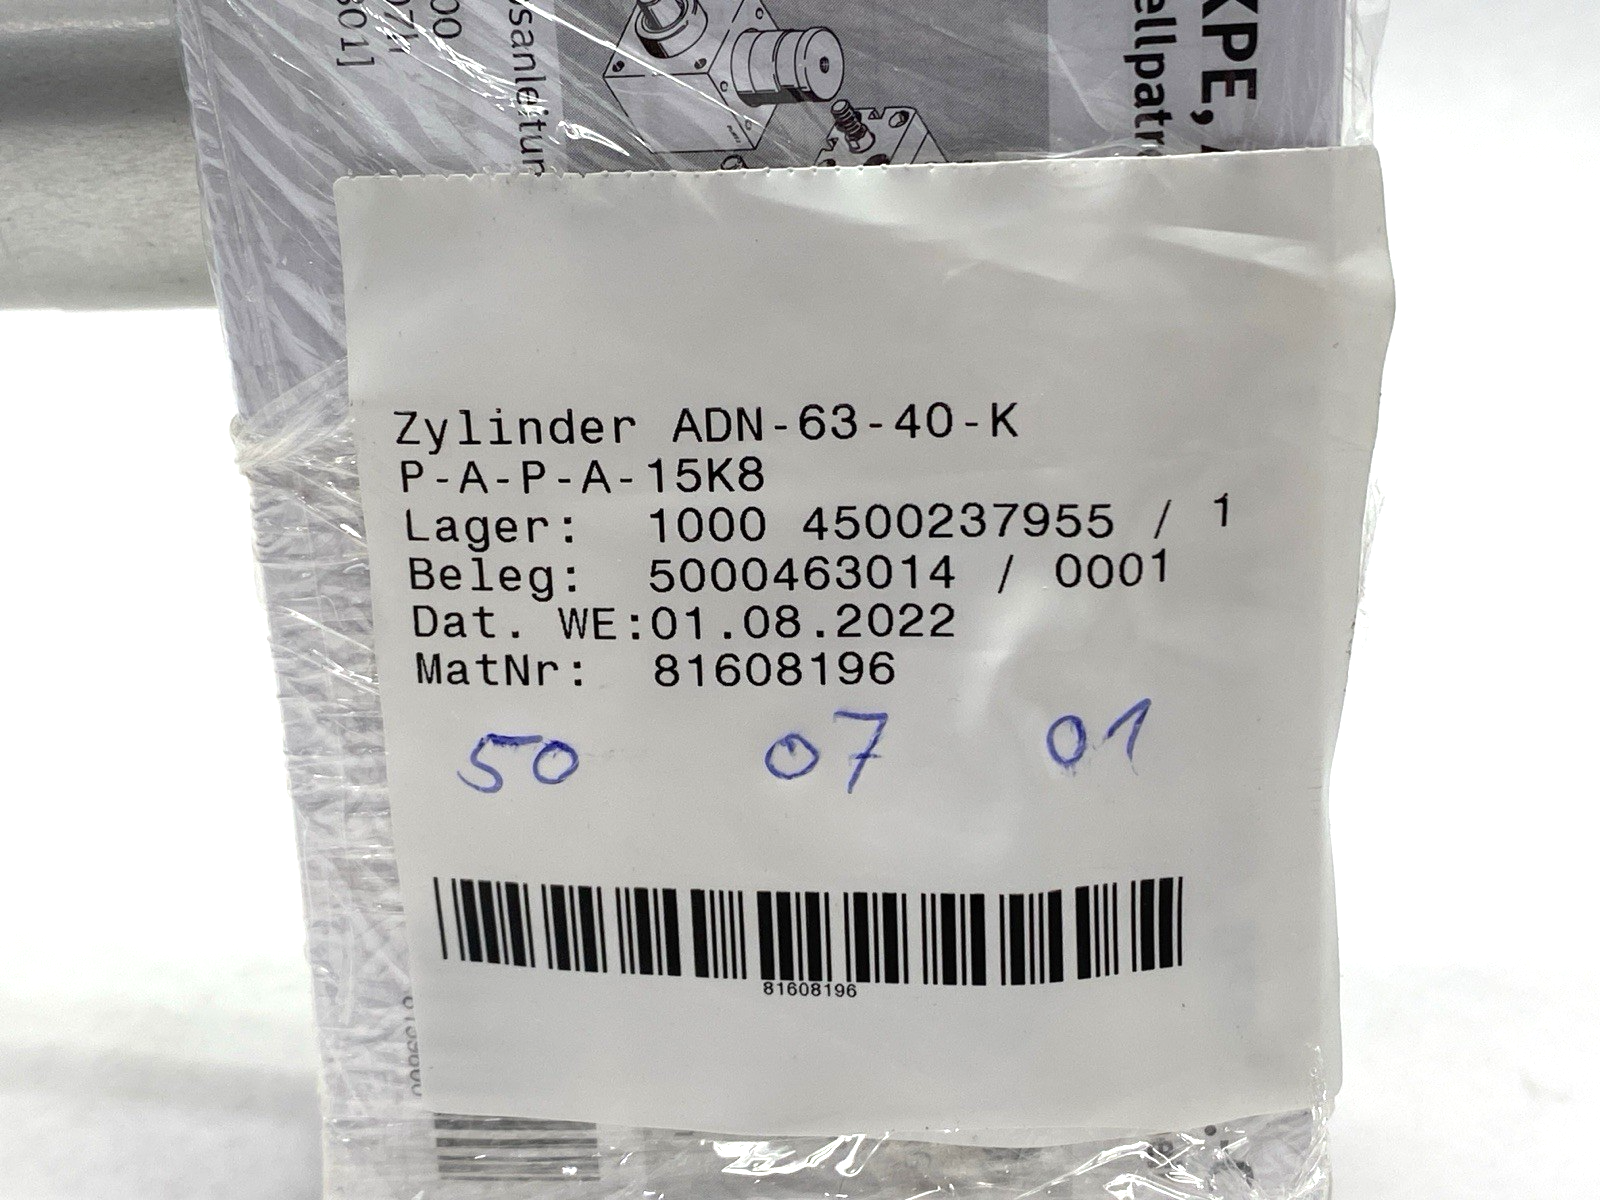 KPE,
Zylinder ADN-63-40-K
P-A-P-A-15K8
Lager: 1000 4500237955 / 1
Beleg: 5000463014 / 0001
Dat. WE:01.08.2022
MatNr: 81608196
50 07 01
81608196